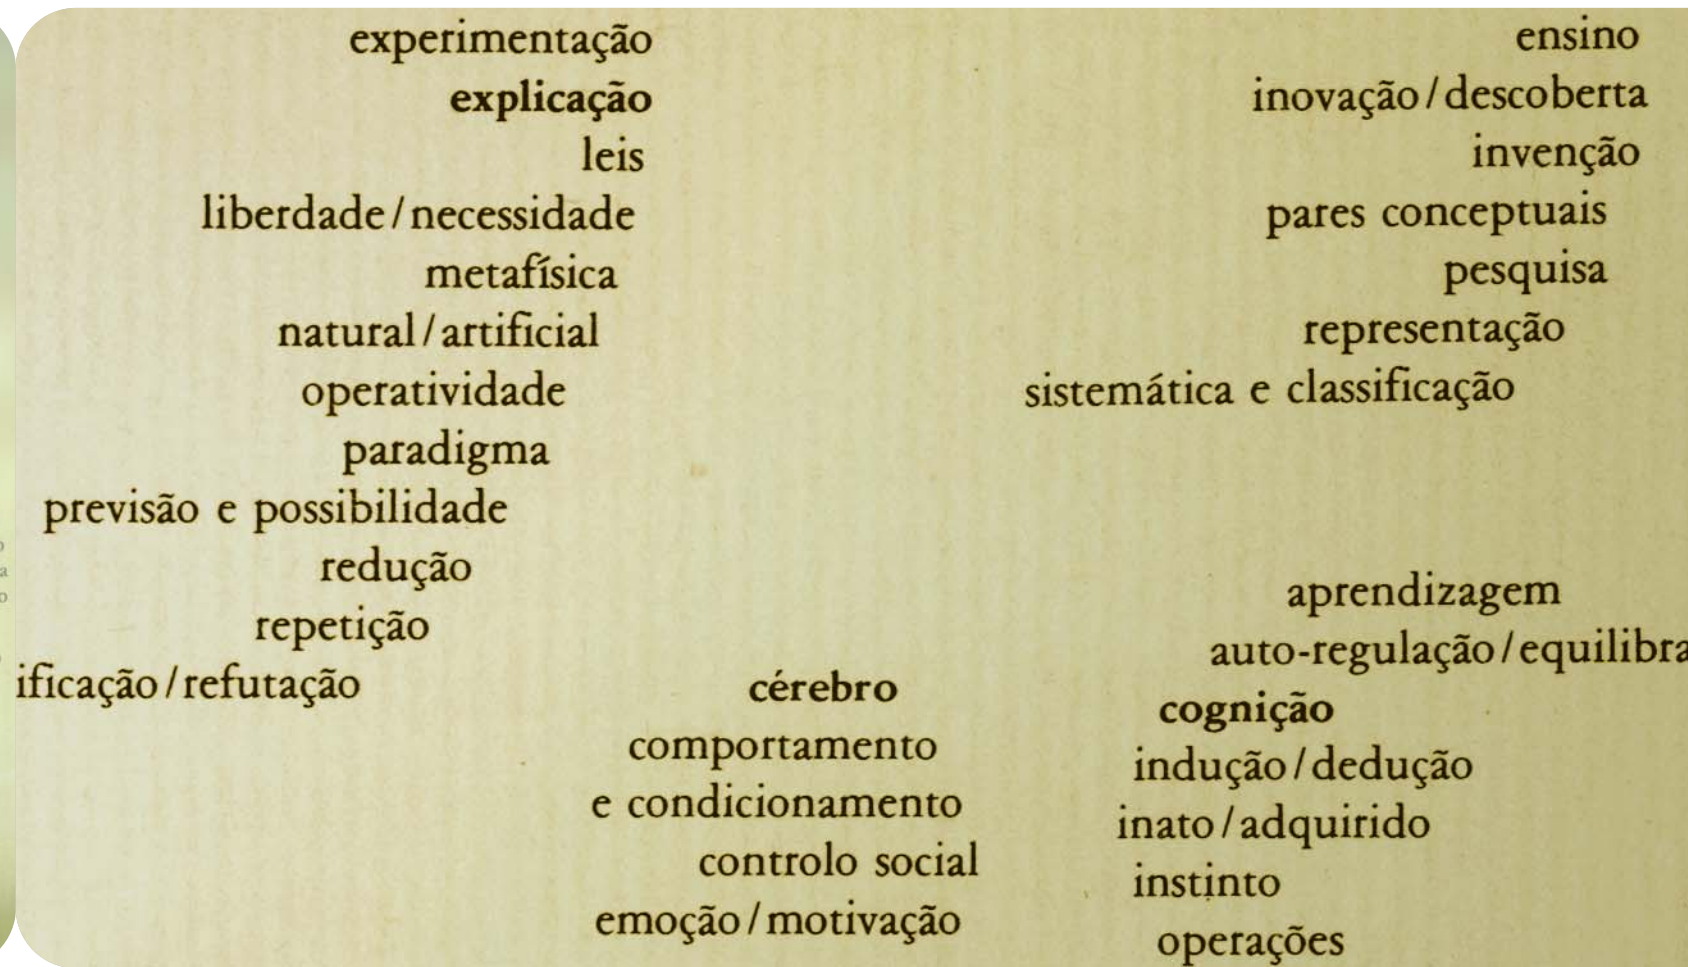 experimentação
explicação
leis
liberdade/necessidade
metafísica
natural/artificial
operatividade
paradigma
previsão e possibilidade
redução
repetição
ificação/refutação
ensino
inovação/descoberta
invenção
pares conceptuais
pesquisa
representação
sistemática e classificação
cérebro
comportamento
e condicionamento
controlo social
emoção/motivação
aprendizagem
auto-regulação/equilibra
cognição
indução/dedução
inato/adquirido
instinto
operações